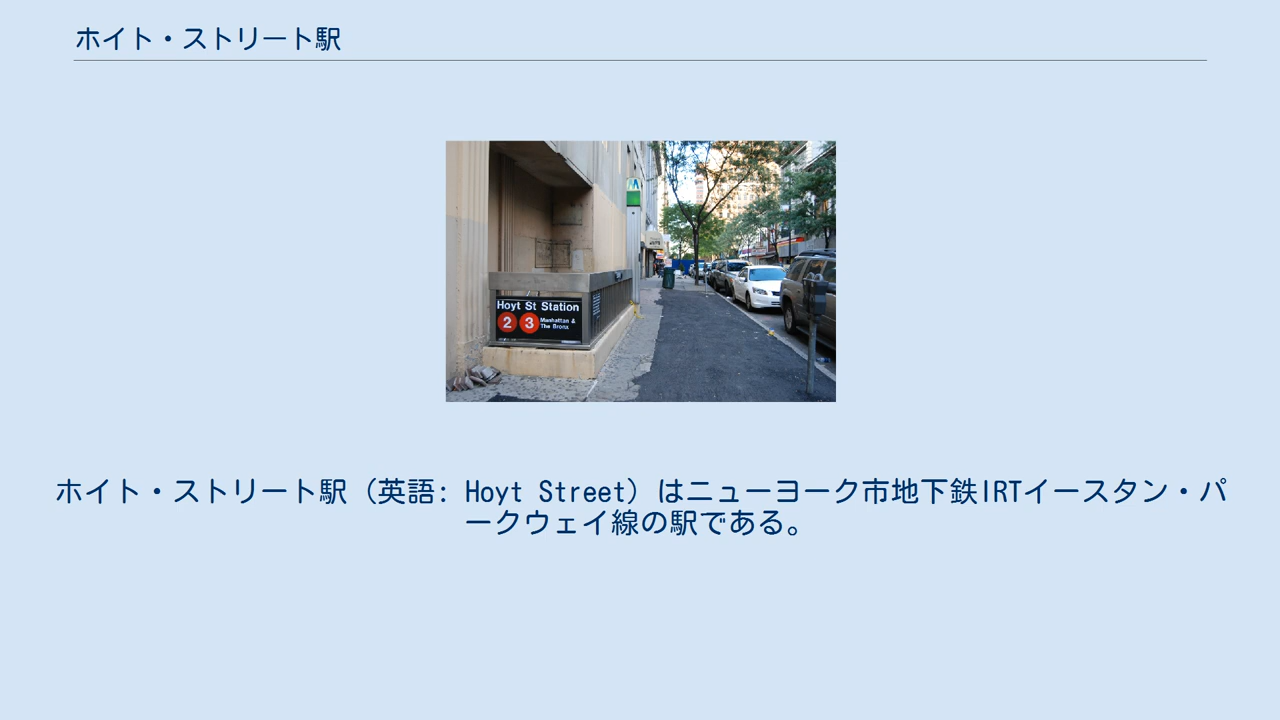 ホイト・ストリート駅
Hoyt St Station
2 3 Manhattan &
The Bronx
ホイト・ストリート駅（英語: Hoyt Street）はニューヨーク市地下鉄IRTイースタン・パ
ークウェイ線の駅である。